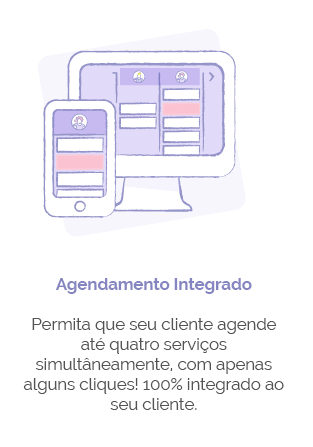 Agendamento Integrado
Permita que seu cliente agende
até quatro serviços
simultâneamente, com apenas
alguns cliques! 100% integrado ao
seu cliente.